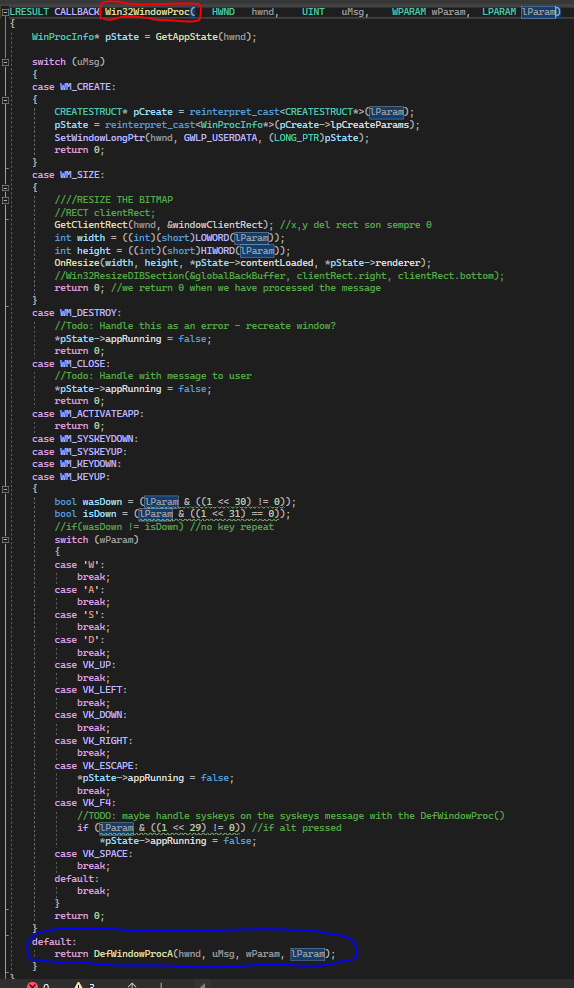 LRESULT CALLBACK Win32WindowProc( HWND hwnd, UINT uMsg, WPARAM wParam, LPARAM lParam)
{
WinProcInfo* pState = GetAppState(hwnd);
switch (uMsg)
{
case WM_CREATE:
{
CREATESTRUCT* pCreate = reinterpret_cast<CREATESTRUCT*>(lParam);
pState = reinterpret_cast<WinProcInfo*>(pCreate->lpCreateParams);
SetWindowLongPtr(hwnd, GWLP_USERDATA, (LONG_PTR)pState);
return 0;
}
case WM_SIZE:
{
////RESIZE THE BITMAP
//RECT clientRect;
GetClientRect(hwnd, &windowClientRect); //x,y del rect son sempre 0
int width = ((int)(short)LOWORD(lParam));
int height = ((int)(short)HIWORD(lParam));
OnResize(width, height, *pState->contentLoaded, *pState->renderer);
//Win32ResizeDIBSection(&globalBackBuffer, clientRect.right, clientRect.bottom);
return 0; //we return 0 when we have processed the message
}
case WM_DESTROY:
//Todo: Handle this as an error - recreate window?
*pState->appRunning = false;
return 0;
case WM_CLOSE:
//Todo: Handle with message to user
*pState->appRunning = false;
return 0;
case WM_ACTIVATEAPP:
return 0;
case WM_SYSKEYDOWN:
case WM_SYSKEYUP:
case WM_KEYDOWN:
case WM_KEYUP:
{
bool wasDown = (lParam & ((1 << 30) != 0));
bool isDown = (lParam & ((1 << 31) == 0));
//if(wasDown != isDown) //no key repeat
switch (wParam)
{
case 'W':
break;
case 'A':
break;
case 'S':
break;
case 'D':
break;
case VK_UP:
break;
case VK_LEFT:
break;
case VK_DOWN:
break;
case VK_RIGHT:
break;
case VK_ESCAPE:
*pState->appRunning = false;
break;
case VK_F4:
//TODO: maybe handle syskeys on the syskeys message with the DefWindowProc()
if (lParam & ((1 << 29) != 0)) //if alt pressed
*pState->appRunning = false;
case VK_SPACE:
break;
default:
break;
}
return 0;
}
default:
return DefWindowProcA(hwnd, uMsg, wParam, lParam);
}
}